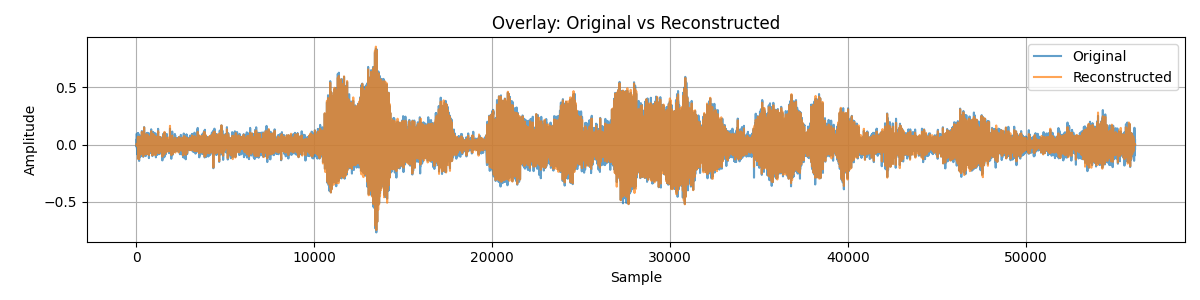 Overlay: Original vs Reconstructed
Original
Reconstructed
Amplitude
0.5
0.0
−0.5
0 10000 20000 30000 40000 50000
Sample